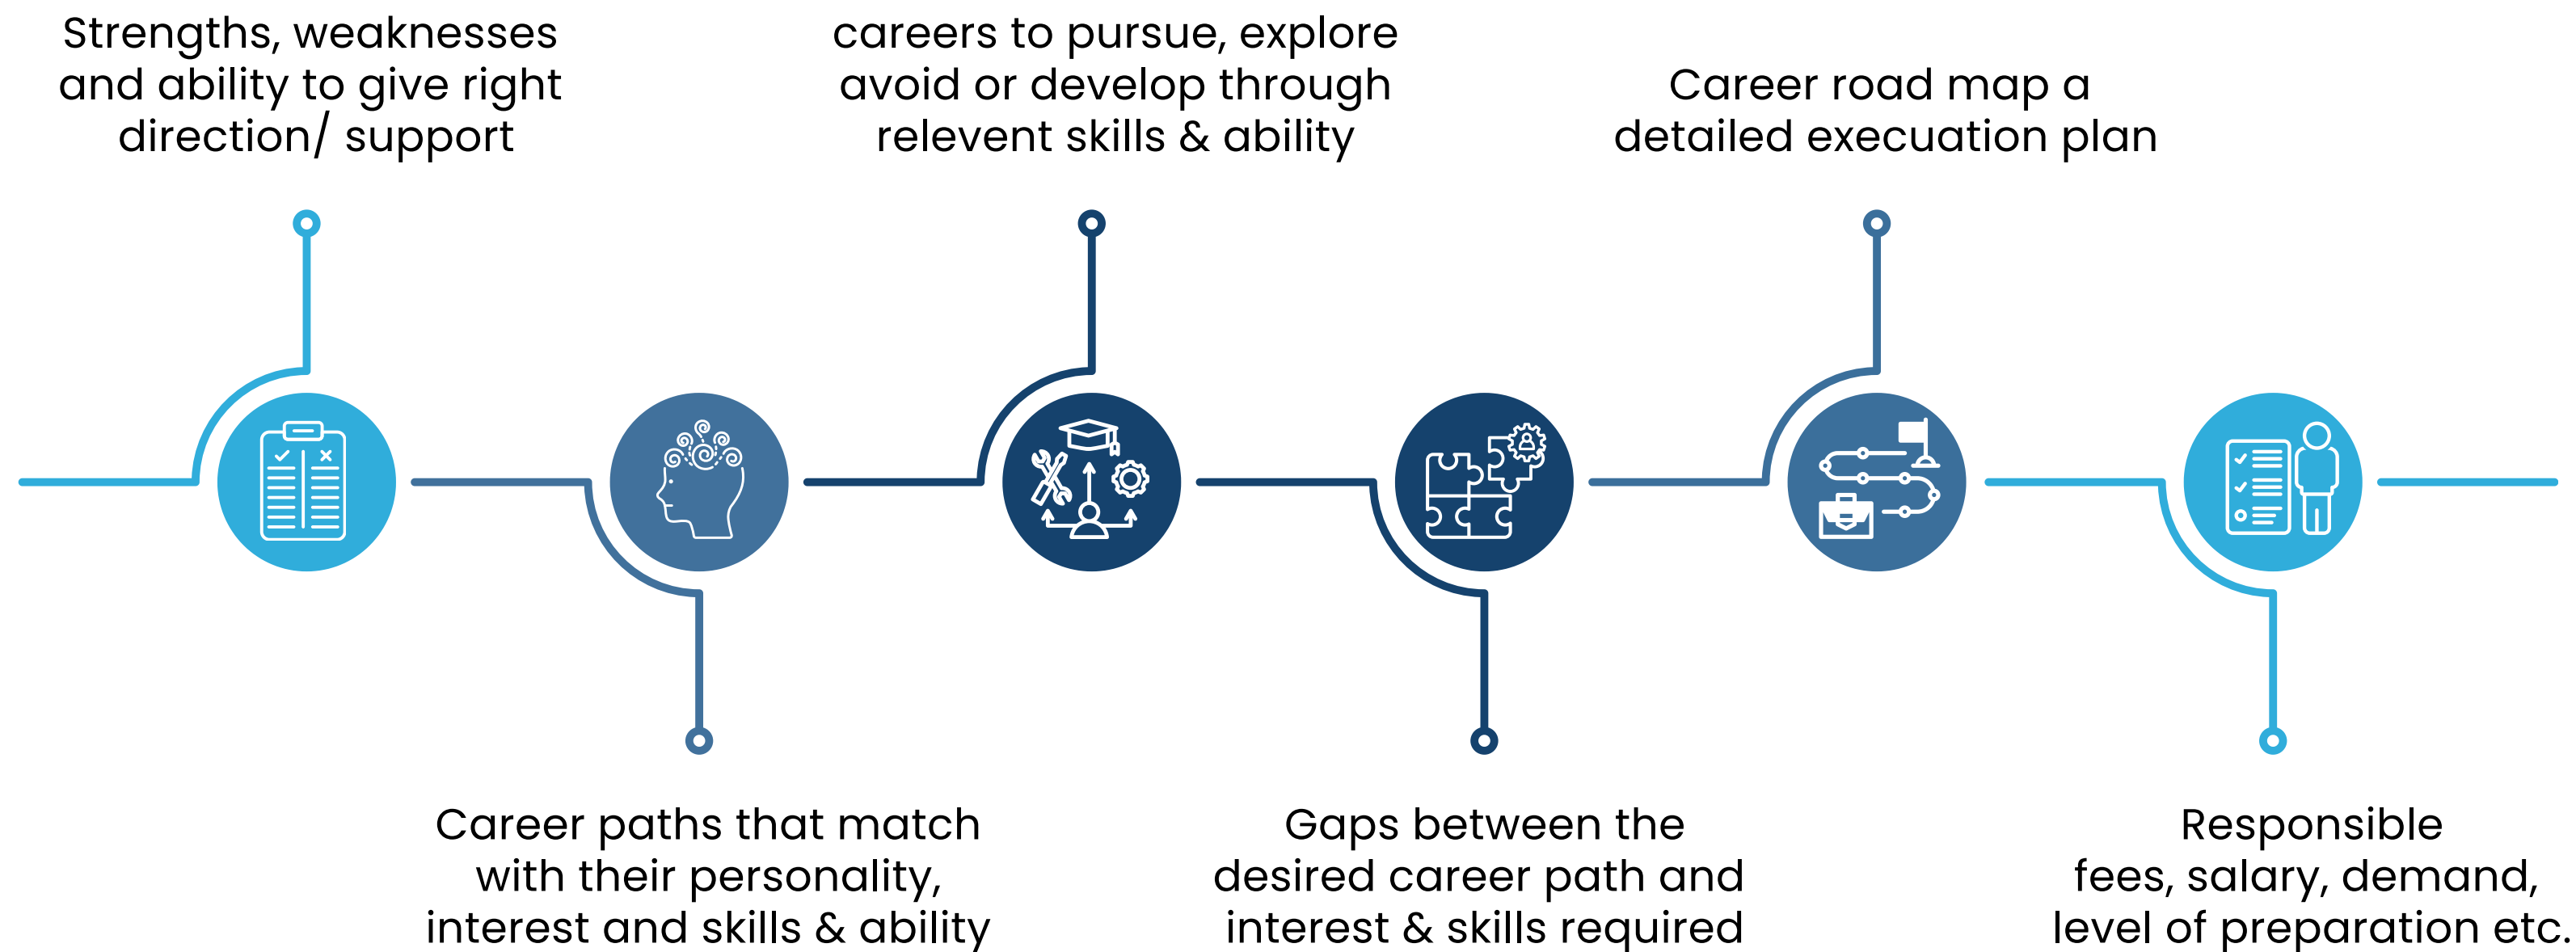 Strengths, weaknesses
and ability to give right
direction/ support
careers to pursue, explore
avoid or develop through
relevent skills & ability
Career road map a
detailed execuation plan
Career paths that match
with their personality,
interest and skills & ability
Gaps between the
desired career path and
interest & skills required
Responsible
fees, salary, demand,
level of preparation etc.